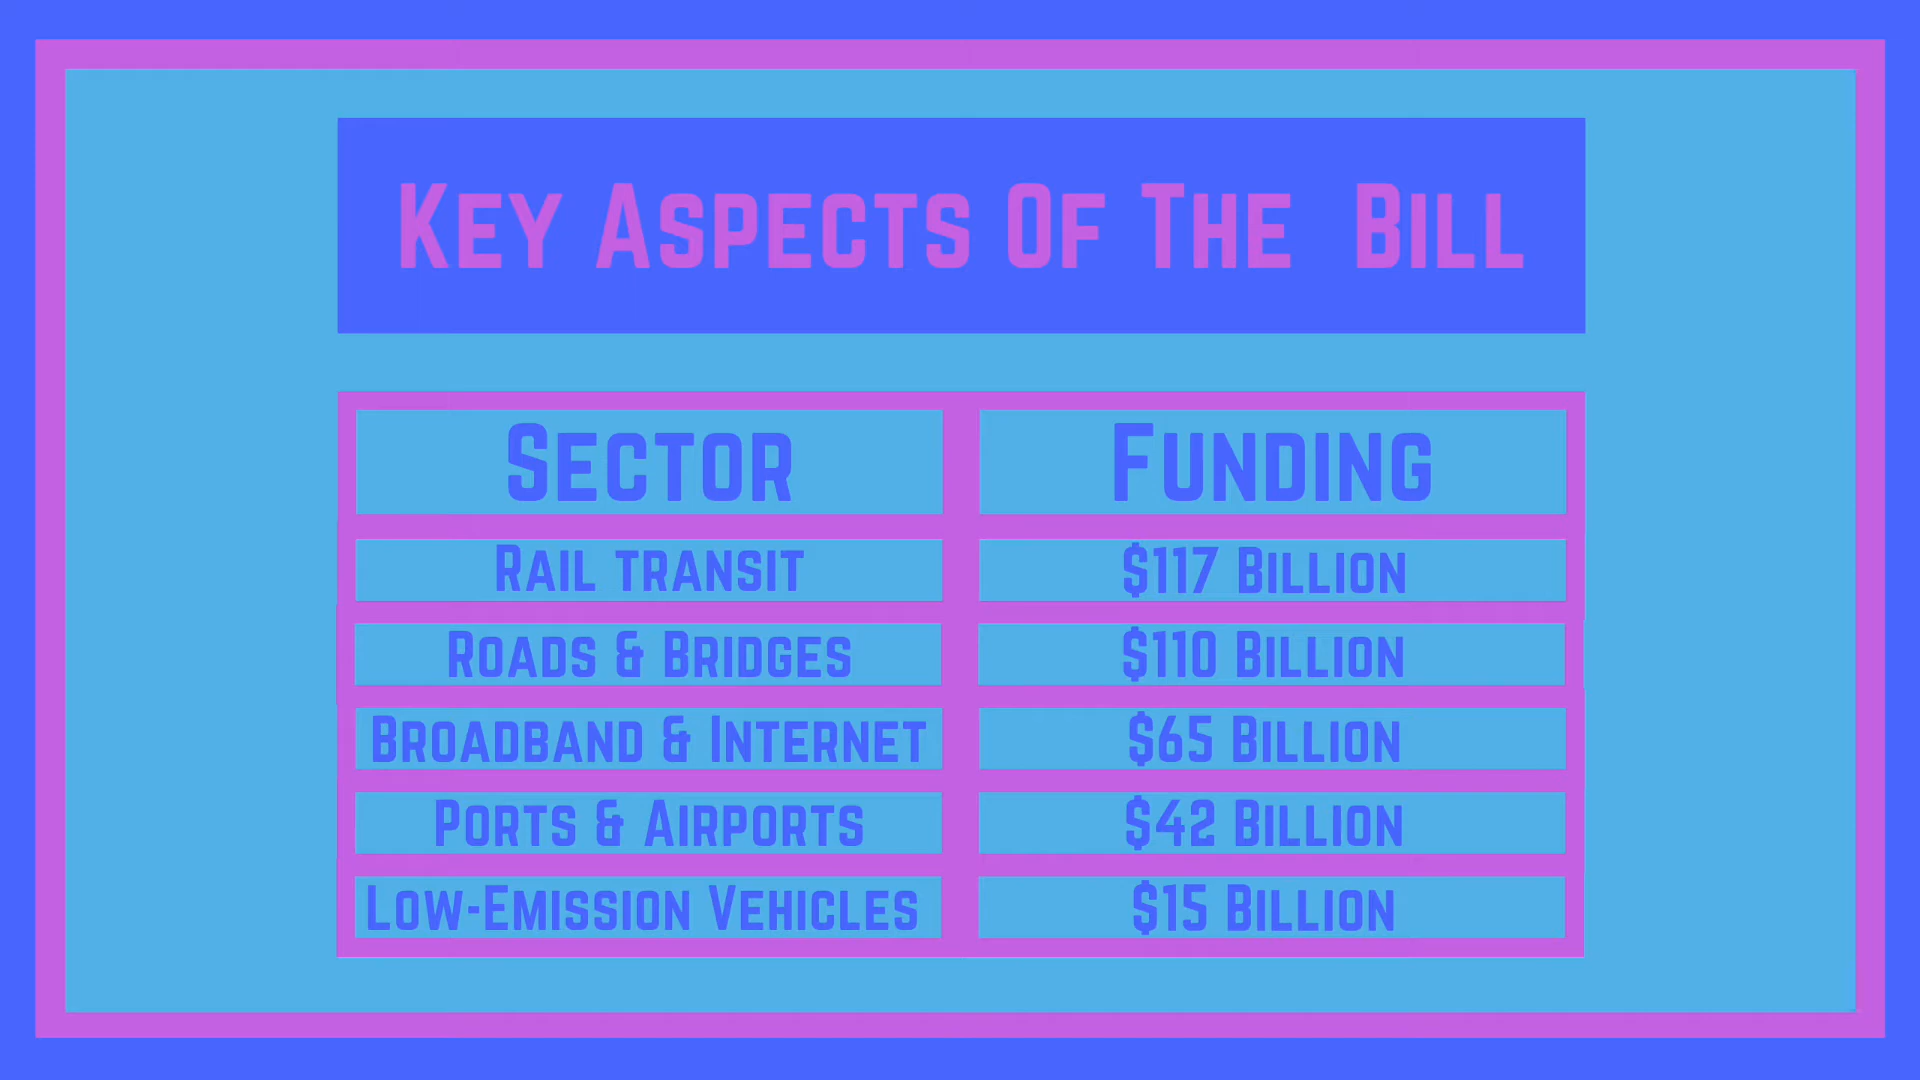 Key Aspects Of The Bill
Sector Funding
Rail transit $117 Billion
Roads & Bridges $110 Billion
Broadband & Internet $65 Billion
Ports & Airports $42 Billion
Low-Emission Vehicles $15 Billion